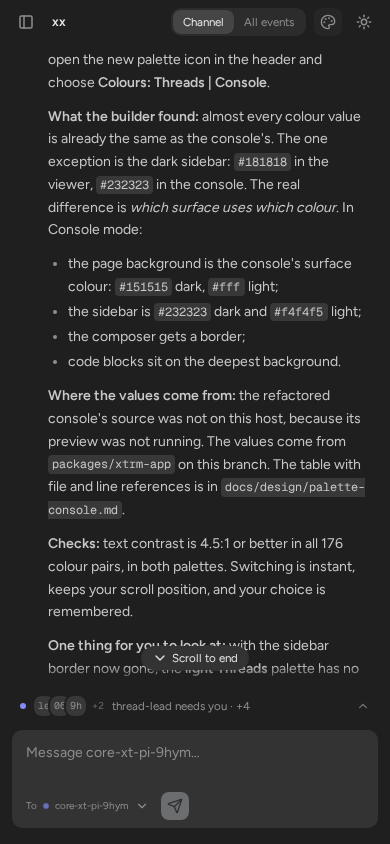 xx
Channel
All events
open the new palette icon in the header and
choose Colours: Threads | Console.
What the builder found: almost every colour value
is already the same as the console's. The one
exception is the dark sidebar: #181818 in the
viewer, #232323 in the console. The real
difference is which surface uses which colour. In
Console mode:
• the page background is the console's surface
colour: #151515 dark, #fff light;
• the sidebar is #232323 dark and #f4f4f5 light;
• the composer gets a border;
• code blocks sit on the deepest background.
Where the values come from: the refactored
console's source was not on this host, because its
preview was not running. The values come from
packages/xtrm-app on this branch. The table with
file and line references is in docs/design/palette-
console.md.
Checks: text contrast is 4.5:1 or better in all 176
colour pairs, in both palettes. Switching is instant,
keeps your scroll position, and your choice is
remembered.
One thing for you to look at: with the sidebar
Scroll to end
border now gone, the light Threads palette has no
9h +2 thread-lead needs you · +4
Message core-xt-pi-9hym...
To core-xt-pi-9hym